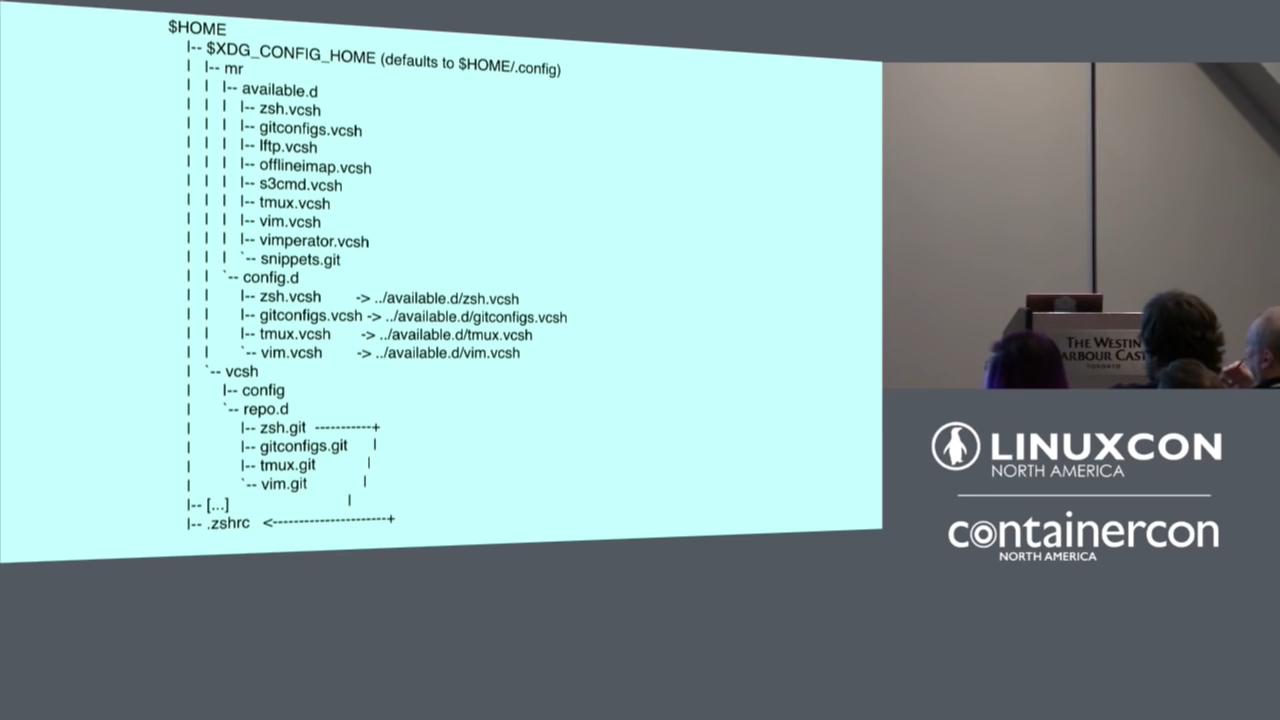 $HOME
|-- $XDG_CONFIG_HOME (defaults to $HOME/.config)
| |-- mr
| | |-- available.d
| | | |-- zsh.vcsh
| | | |-- gitconfigs.vcsh
| | | |-- lftp.vcsh
| | | |-- offlineimap.vcsh
| | | |-- s3cmd.vcsh
| | | |-- tmux.vcsh
| | | |-- vim.vcsh
| | | |-- vimperator.vcsh
| | | `-- snippets.git
| | `-- config.d
| | |-- zsh.vcsh -> ../available.d/zsh.vcsh
| | |-- gitconfigs.vcsh -> ../available.d/gitconfigs.vcsh
| | |-- tmux.vcsh -> ../available.d/tmux.vcsh
| | `-- vim.vcsh -> ../available.d/vim.vcsh
| `-- vcsh
| |-- config
| `-- repo.d
| |-- zsh.git -----------+
| |-- gitconfigs.git |
| |-- tmux.git |
| `-- vim.git |
|-- [...] |
|-- .zshrc <----------------------+
THE WESTIN
ARBOUR CAST
TORONTO
LINUXCON
NORTH AMERICA
containercon
NORTH AMERICA